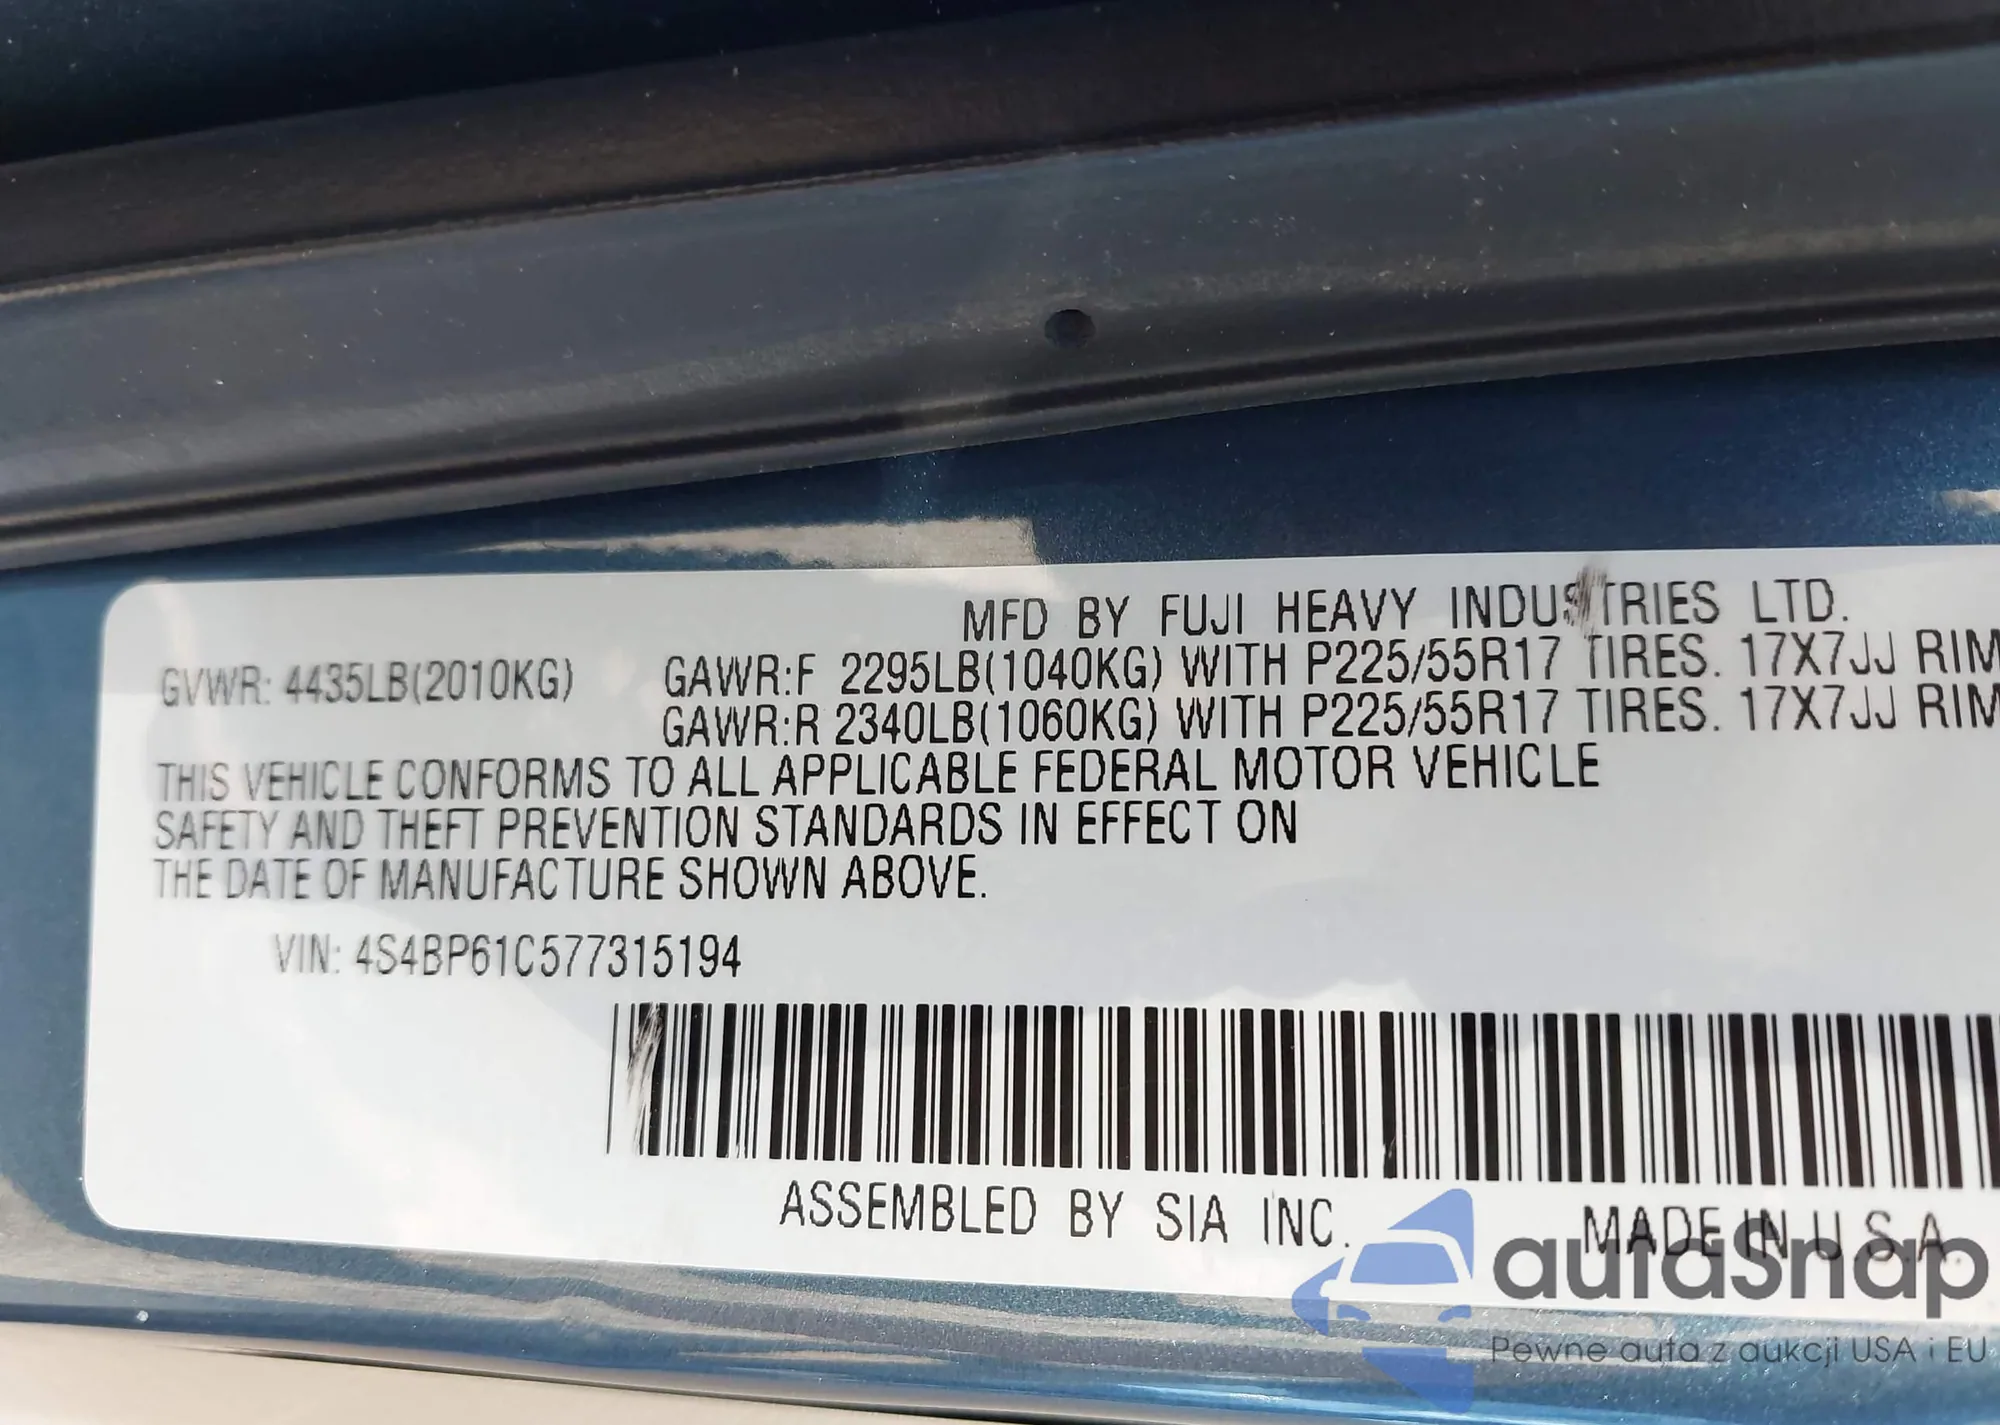 MFD BY FUJI HEAVY INDUSTRIES LTD.
GVWR: 4435LB(2010KG) GAWR:F 2295LB(1040KG) WITH P225/55R17 TIRES. 17X7JJ RIM
GAWR:R 2340LB(1060KG) WITH P225/55R17 TIRES. 17X7JJ RIM
THIS VEHICLE CONFORMS TO ALL APPLICABLE FEDERAL MOTOR VEHICLE
SAFETY AND THEFT PREVENTION STANDARDS IN EFFECT ON
THE DATE OF MANUFACTURE SHOWN ABOVE.
VIN: 4S4BP61C577315194
ASSEMBLED BY SIA INC. MADE IN U.S.A
autaSnap
Pewne auta z aukcji USA i EU